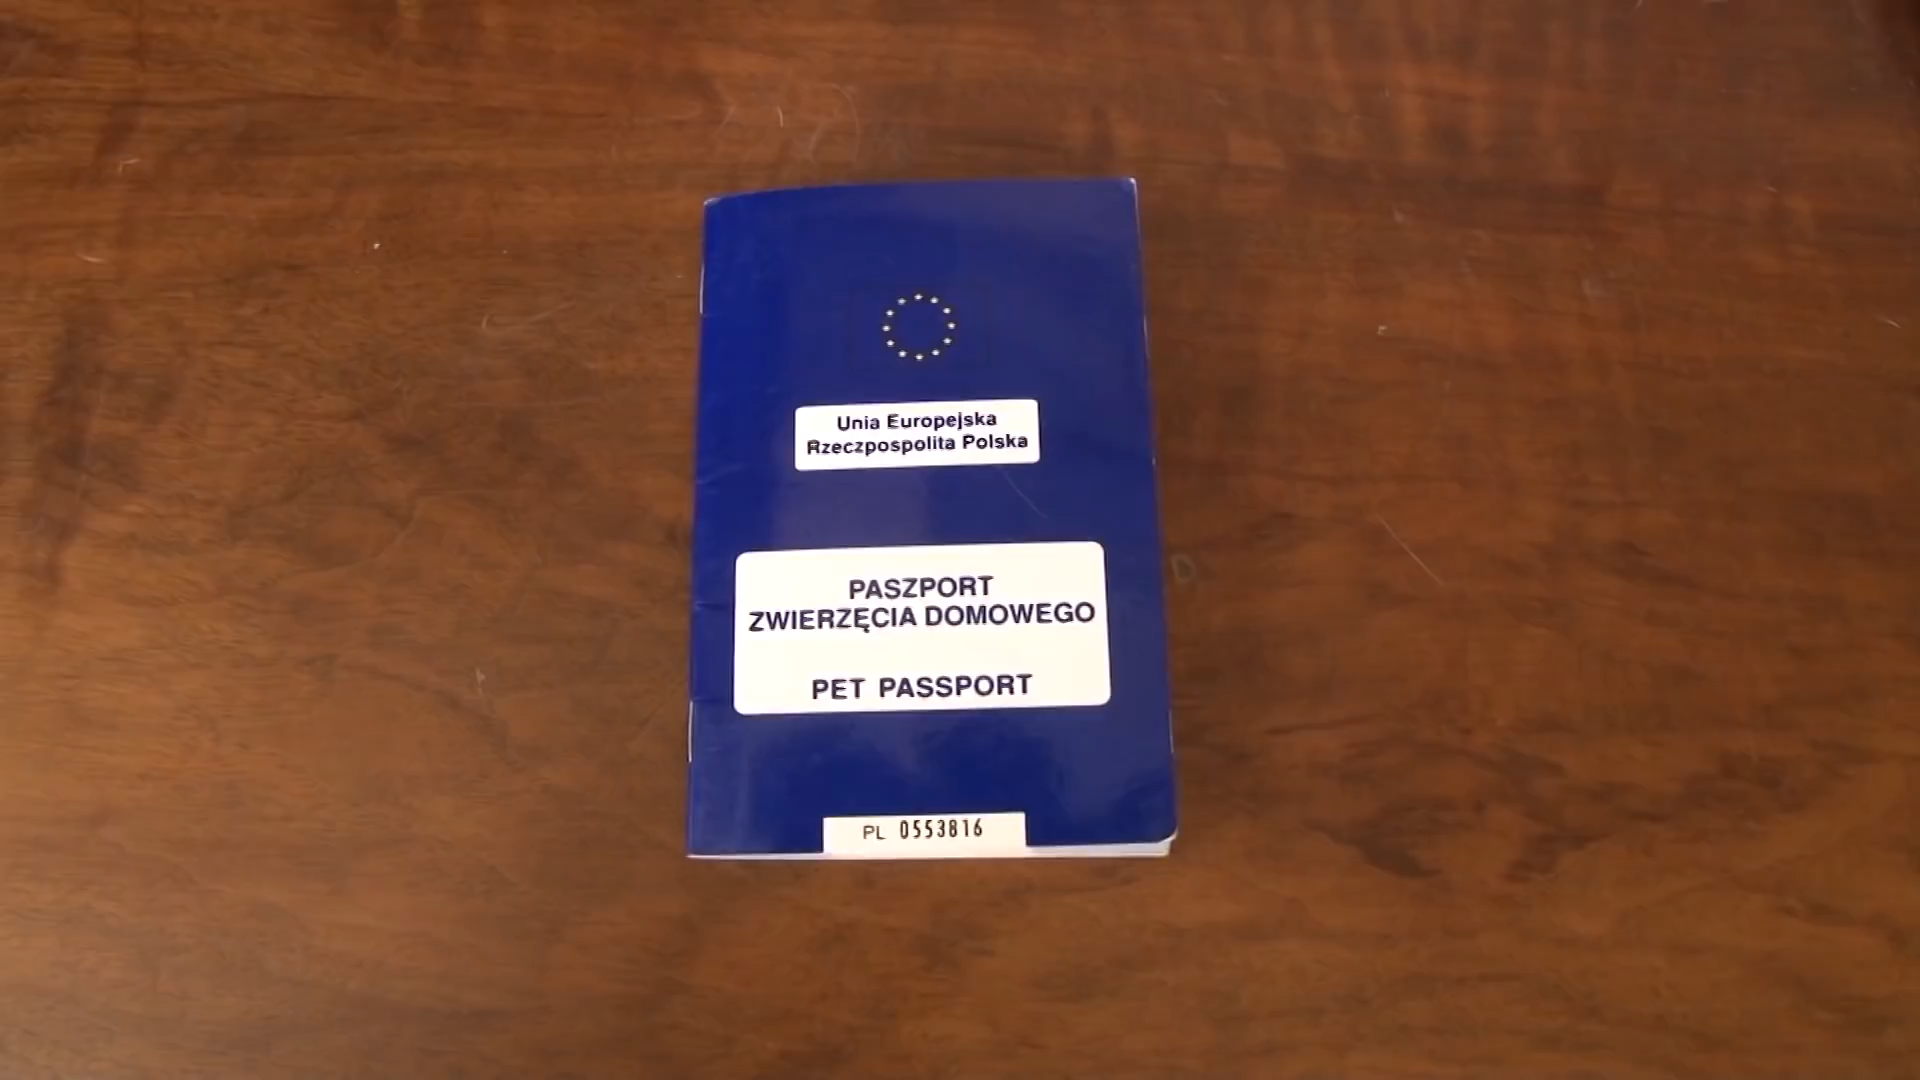 Unia Europejska
Rzeczpospolita Polska
PASZPORT
ZWIERZĘCIA DOMOWEGO
PET PASSPORT
PL 0553816